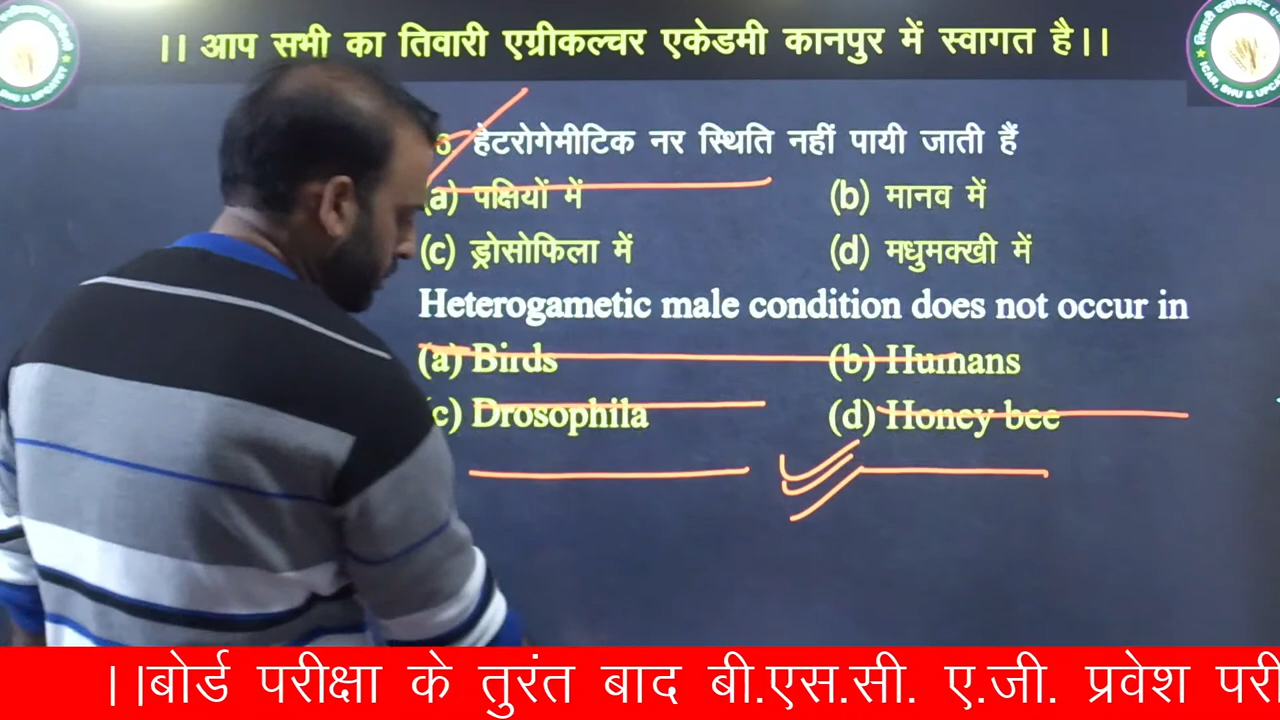 ।। आप सभी का तिवारी एग्रीकल्चर एकेडमी कानपुर में स्वागत है।।
हेटरोगेमीटिक नर स्थिति नहीं पायी जाती हैं
(a) पक्षियों में (b) मानव में
(c) ड्रोसोफिला में (d) मधुमक्खी में
Heterogametic male condition does not occur in
(a) Birds (b) Humans
(c) Drosophila (d) Honey bee
।।बोर्ड परीक्षा के तुरंत बाद बी.एस.सी. ए.जी. प्रवेश परी